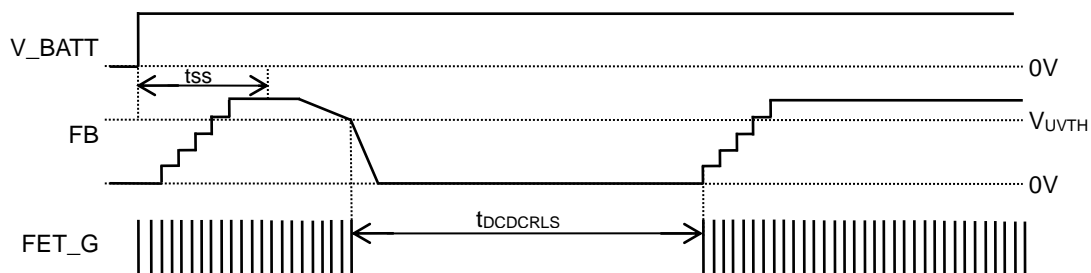 V_BATT
0V
tss
FB
VUVTH
0V
tDCDCRLS
FET_G